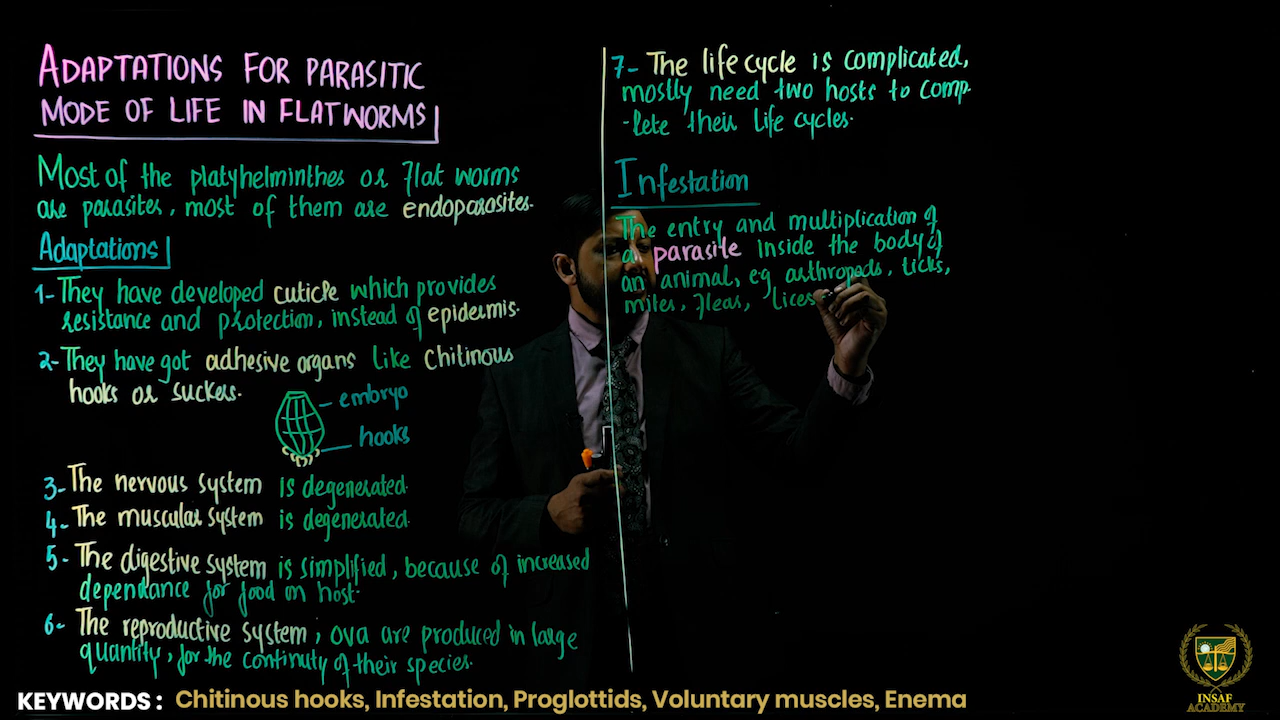 ADAPTATIONS FOR PARASITIC
MODE OF LIFE IN FLATWORMS
Most of the platyhelminthes or flat worms
are parasites, most of them are endoparasites.
Adaptations
1- They have developed cuticle which provides
resistance and protection, instead of epidermis.
2- They have got adhesive organs like chitinous
hooks or suckers.
embryo
hooks
3- The nervous system is degenerated.
4- The muscular system is degenerated.
5- The digestive system is simplified, because of increased
dependance for food on host.
6- The reproductive system, ova are produced in large
quantity, for the continuity of their species.
7- The life cycle is complicated,
mostly need two hosts to comp-
-lete their life cycles.
Infestation
The entry and multiplication of
a parasite inside the body of
an animal, eg arthropods, ticks,
mites, fleas, lices
KEYWORDS : Chitinous hooks, Infestation, Proglottids, Voluntary muscles, Enema
INSAF
ACADEMY